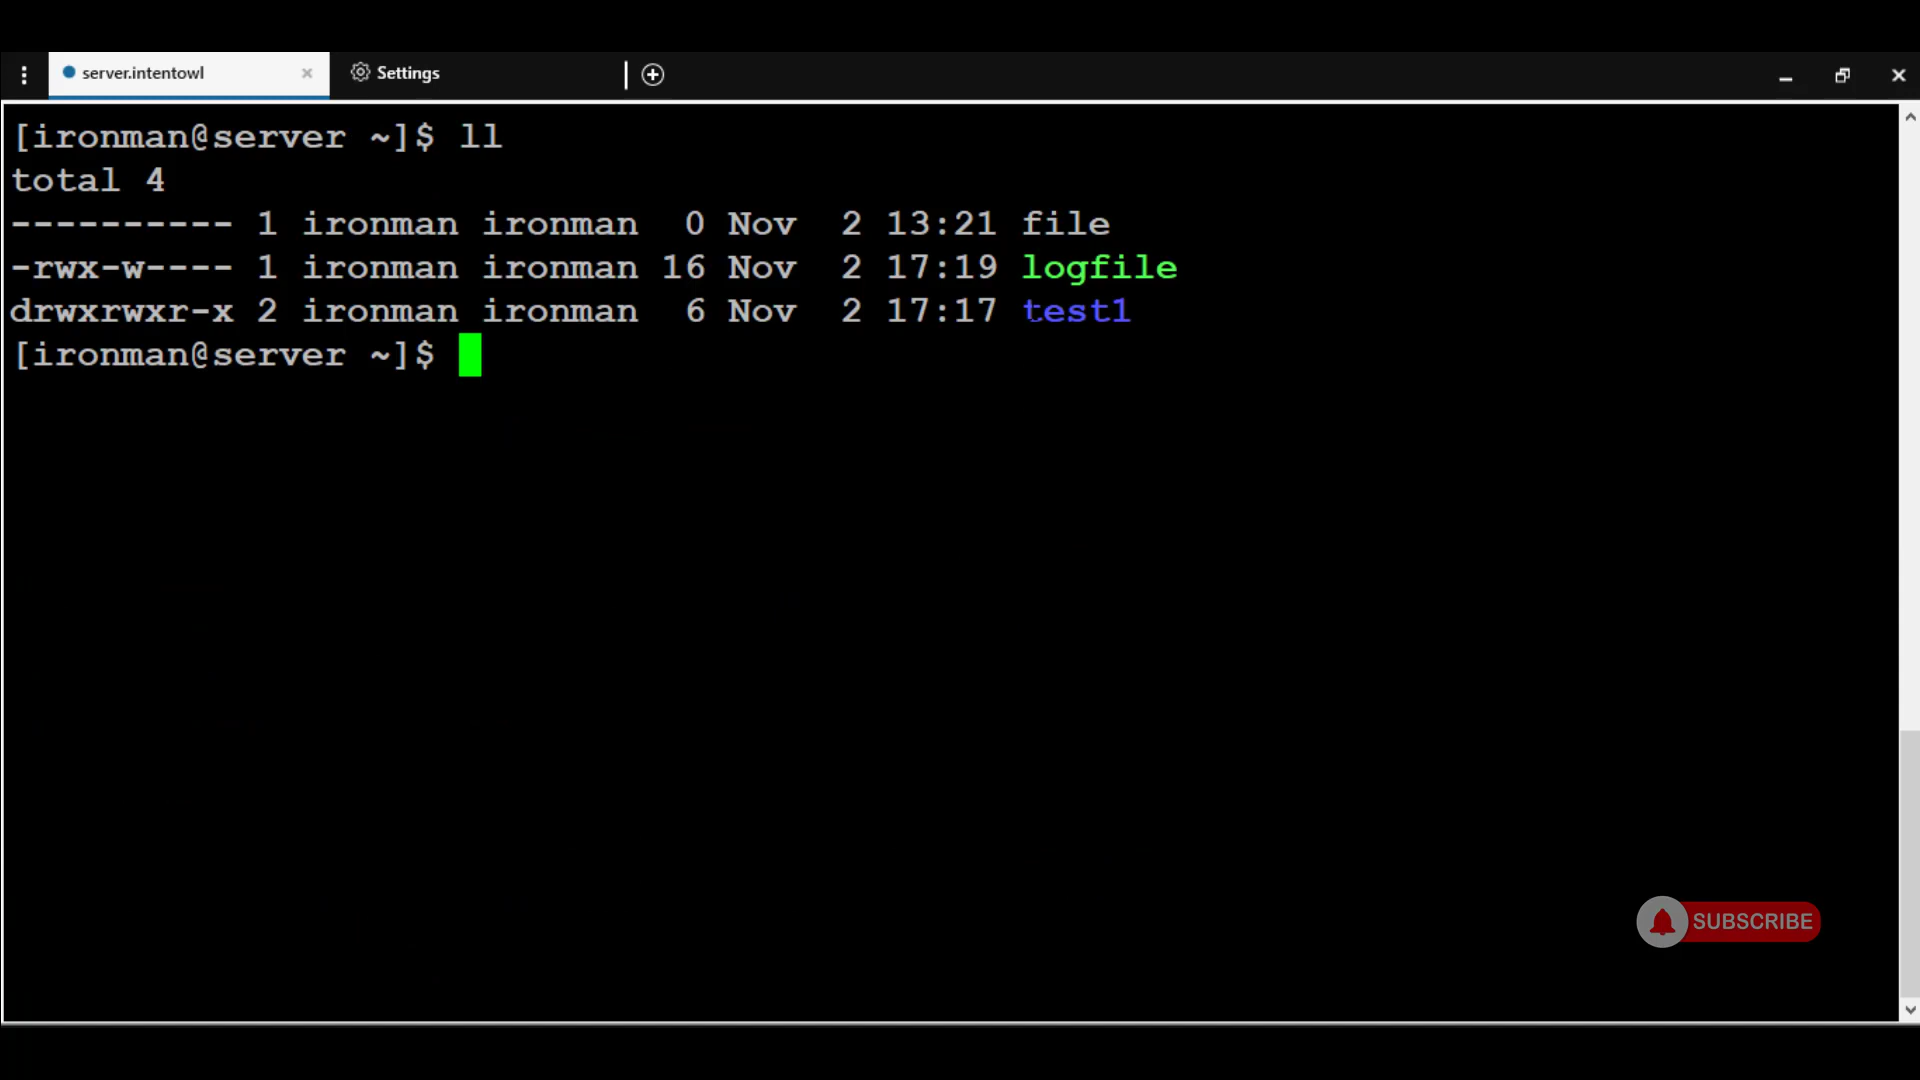 server.intentowl × Settings
[ironman@server ~]$ ll
total 4
---------- 1 ironman ironman  0 Nov  2 13:21 file
-rwx-w---- 1 ironman ironman 16 Nov  2 17:19 logfile
drwxrwxr-x 2 ironman ironman  6 Nov  2 17:17 test1
[ironman@server ~]$
SUBSCRIBE